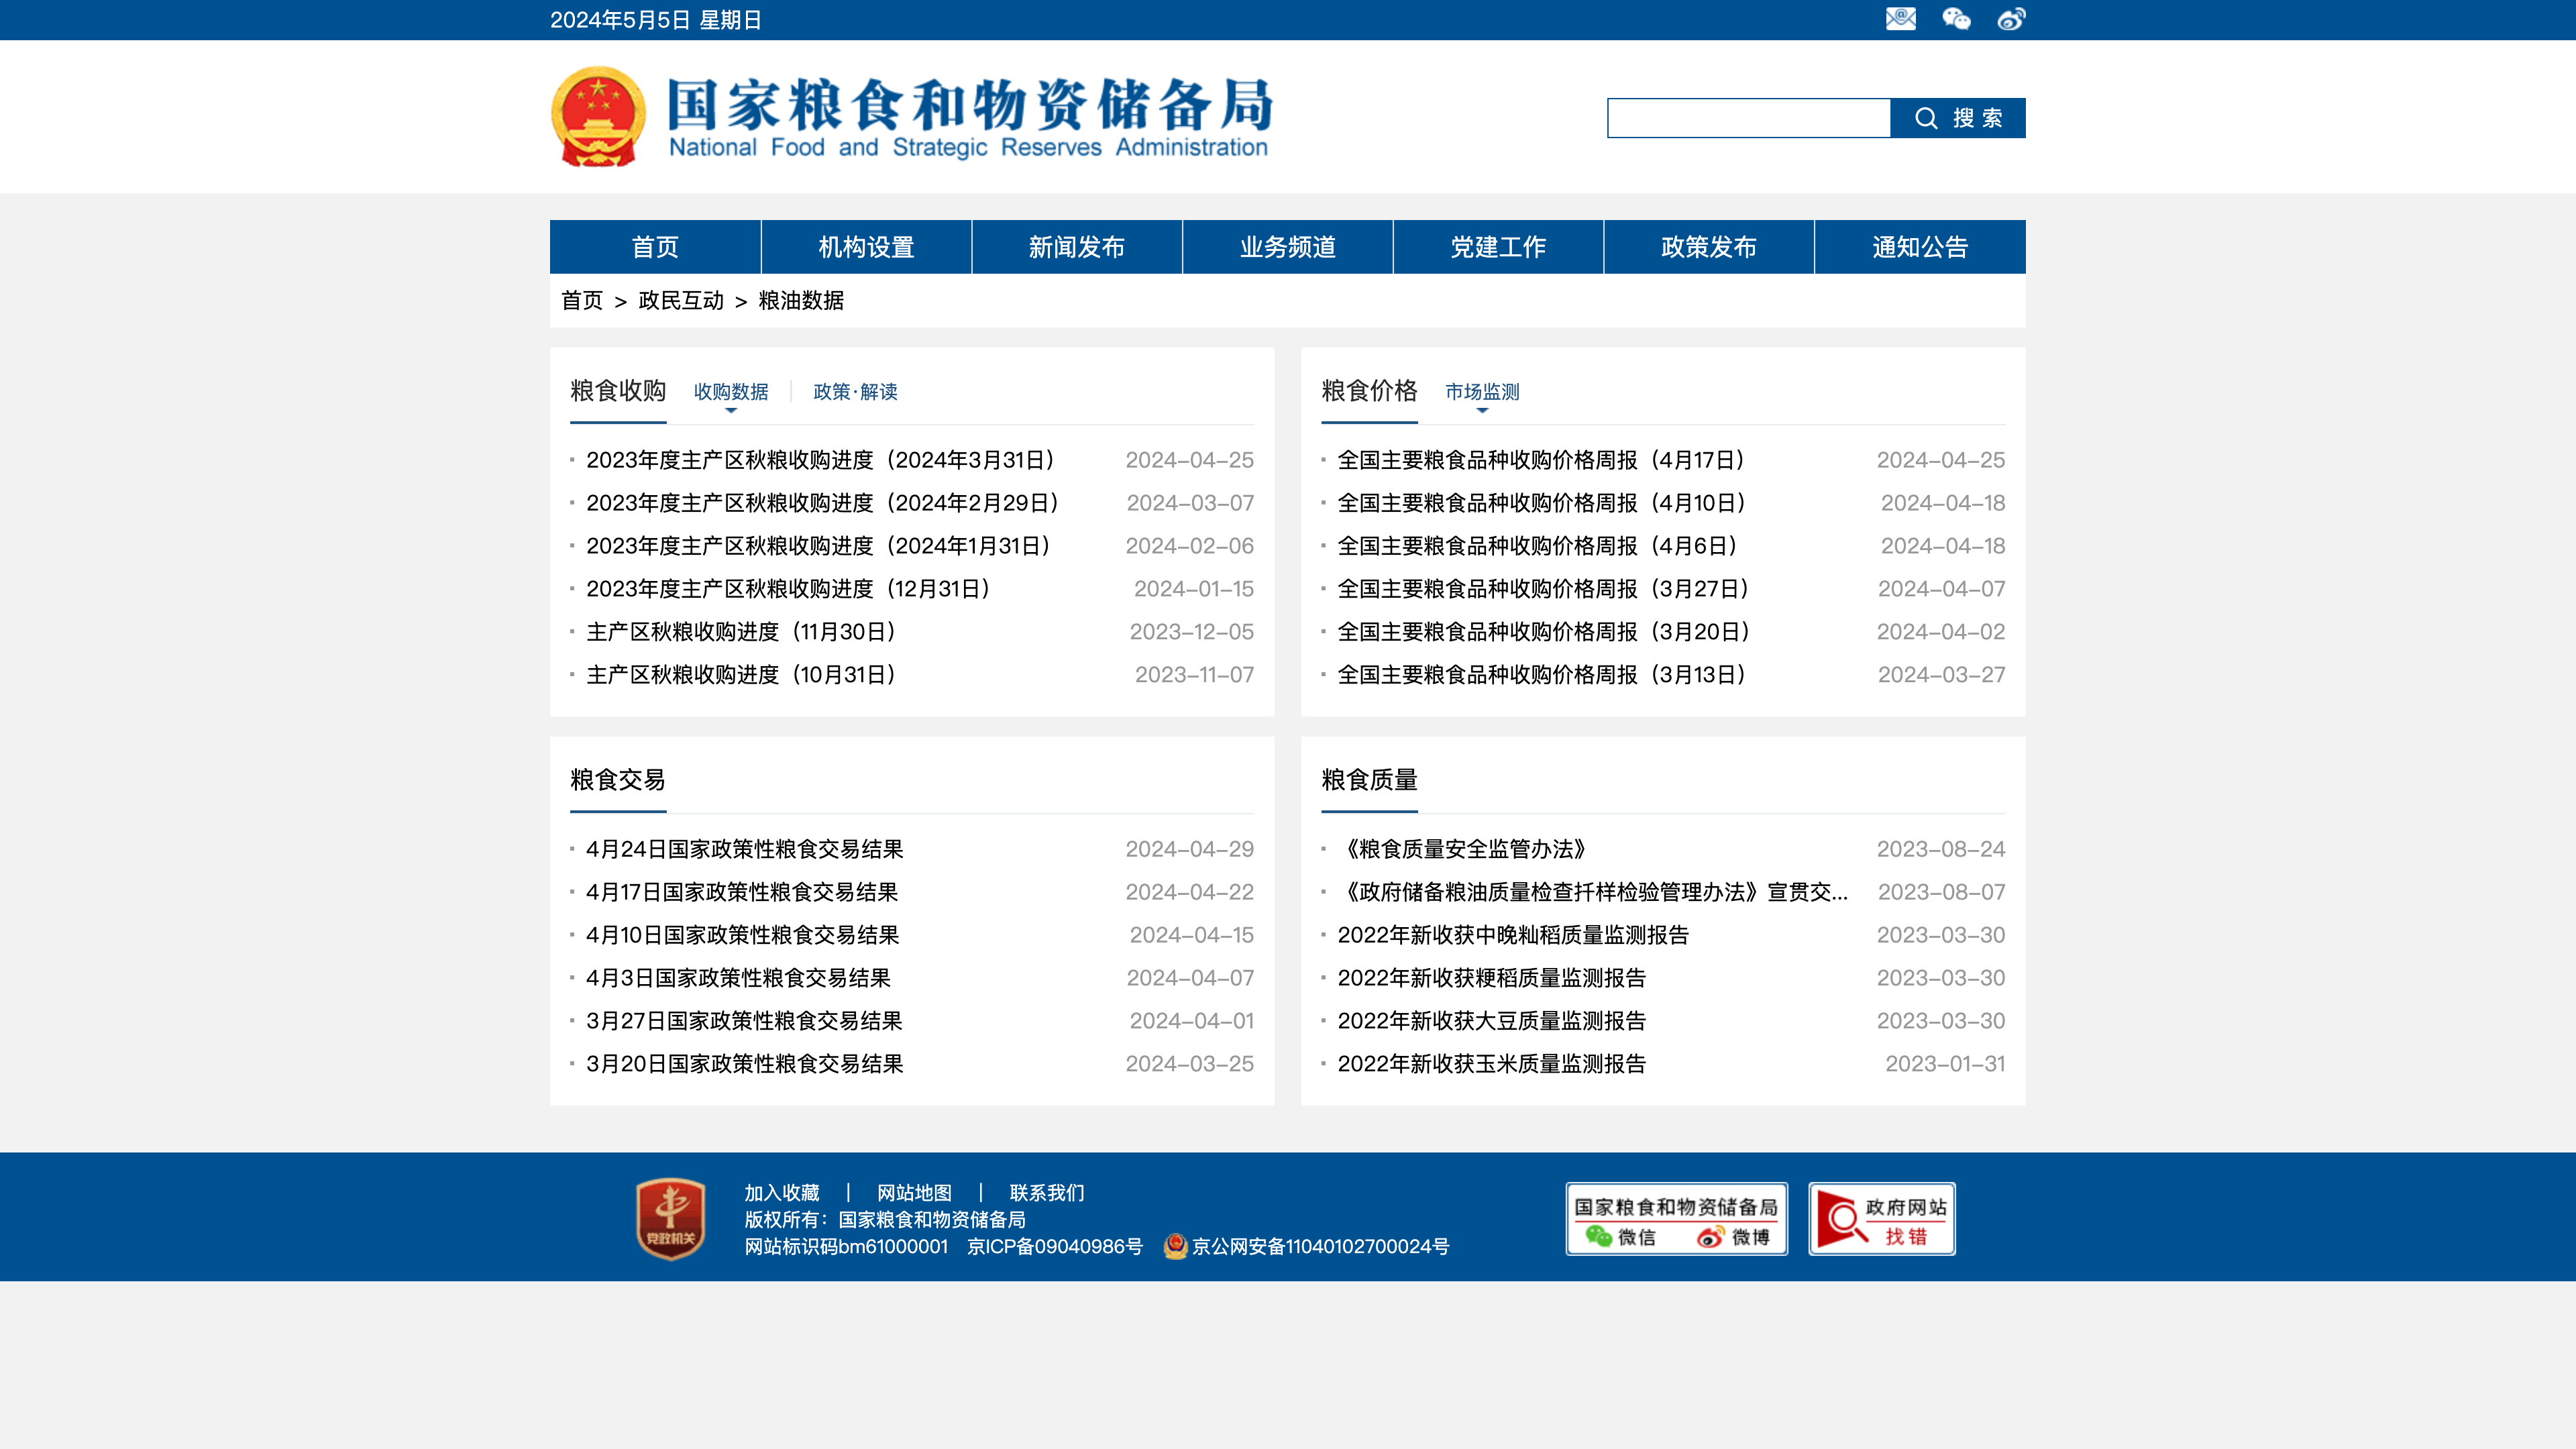 2024年5月5日 星期日
国家粮食和物资储备局
National Food and Strategic Reserves Administration
搜 索
首页
机构设置
新闻发布
业务频道
党建工作
政策发布
通知公告
首页 > 政民互动 > 粮油数据
粮食收购 收购数据 政策·解读
2023年度主产区秋粮收购进度（2024年3月31日） 2024-04-25
2023年度主产区秋粮收购进度（2024年2月29日） 2024-03-07
2023年度主产区秋粮收购进度（2024年1月31日） 2024-02-06
2023年度主产区秋粮收购进度（12月31日） 2024-01-15
主产区秋粮收购进度（11月30日） 2023-12-05
主产区秋粮收购进度（10月31日） 2023-11-07
粮食价格 市场监测
全国主要粮食品种收购价格周报（4月17日） 2024-04-25
全国主要粮食品种收购价格周报（4月10日） 2024-04-18
全国主要粮食品种收购价格周报（4月6日） 2024-04-18
全国主要粮食品种收购价格周报（3月27日） 2024-04-07
全国主要粮食品种收购价格周报（3月20日） 2024-04-02
全国主要粮食品种收购价格周报（3月13日） 2024-03-27
粮食交易
4月24日国家政策性粮食交易结果 2024-04-29
4月17日国家政策性粮食交易结果 2024-04-22
4月10日国家政策性粮食交易结果 2024-04-15
4月3日国家政策性粮食交易结果 2024-04-07
3月27日国家政策性粮食交易结果 2024-04-01
3月20日国家政策性粮食交易结果 2024-03-25
粮食质量
《粮食质量安全监管办法》 2023-08-24
《政府储备粮油质量检查扦样检验管理办法》宣贯交... 2023-08-07
2022年新收获中晚籼稻质量监测报告 2023-03-30
2022年新收获粳稻质量监测报告 2023-03-30
2022年新收获大豆质量监测报告 2023-03-30
2022年新收获玉米质量监测报告 2023-01-31
党政机关
加入收藏 | 网站地图 | 联系我们
版权所有：国家粮食和物资储备局
网站标识码bm61000001 京ICP备09040986号 京公网安备11040102700024号
国家粮食和物资储备局
微信 微博
政府网站
找错